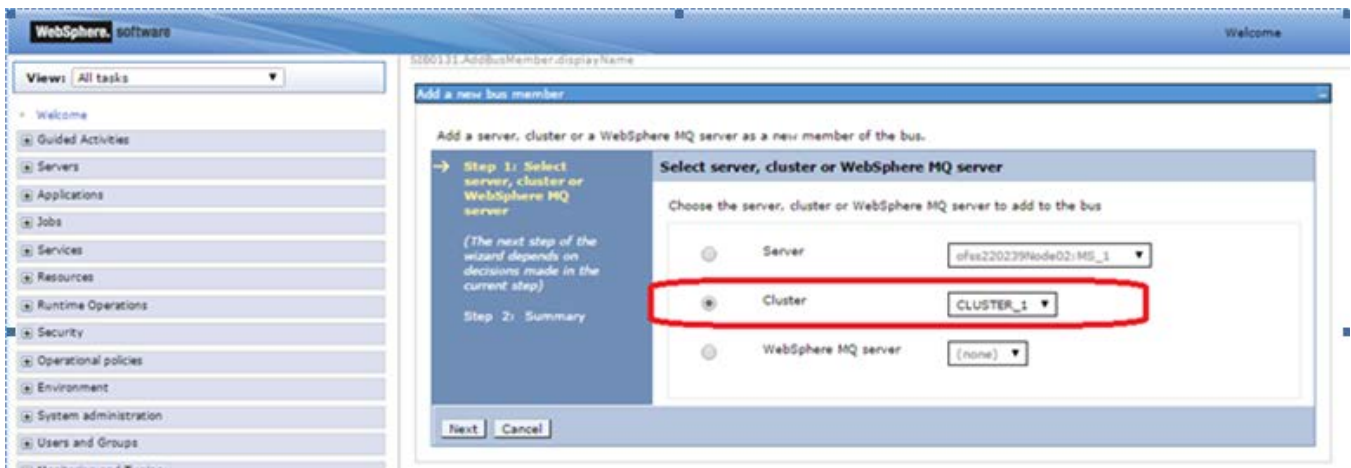 WebSphere. software
Welcome
View: All tasks
Welcome
Guided Activities
Servers
Applications
Jobs
Services
Resources
Runtime Operations
Security
Operational policies
Environment
System administration
Users and Groups
SIB0131.AddBusMember.displayName
Add a new bus member
Add a server, cluster or a WebSphere MQ server as a new member of the bus.
Step 1: Select
server, cluster or
WebSphere MQ
server
(The next step of the
wizard depends on
decisions made in the
current step)
Step 2: Summary
Select server, cluster or WebSphere MQ server
Choose the server, cluster or WebSphere MQ server to add to the bus
Server
ofss220239Node02:MS_1
Cluster
CLUSTER_1
WebSphere MQ server
(none)
Next Cancel